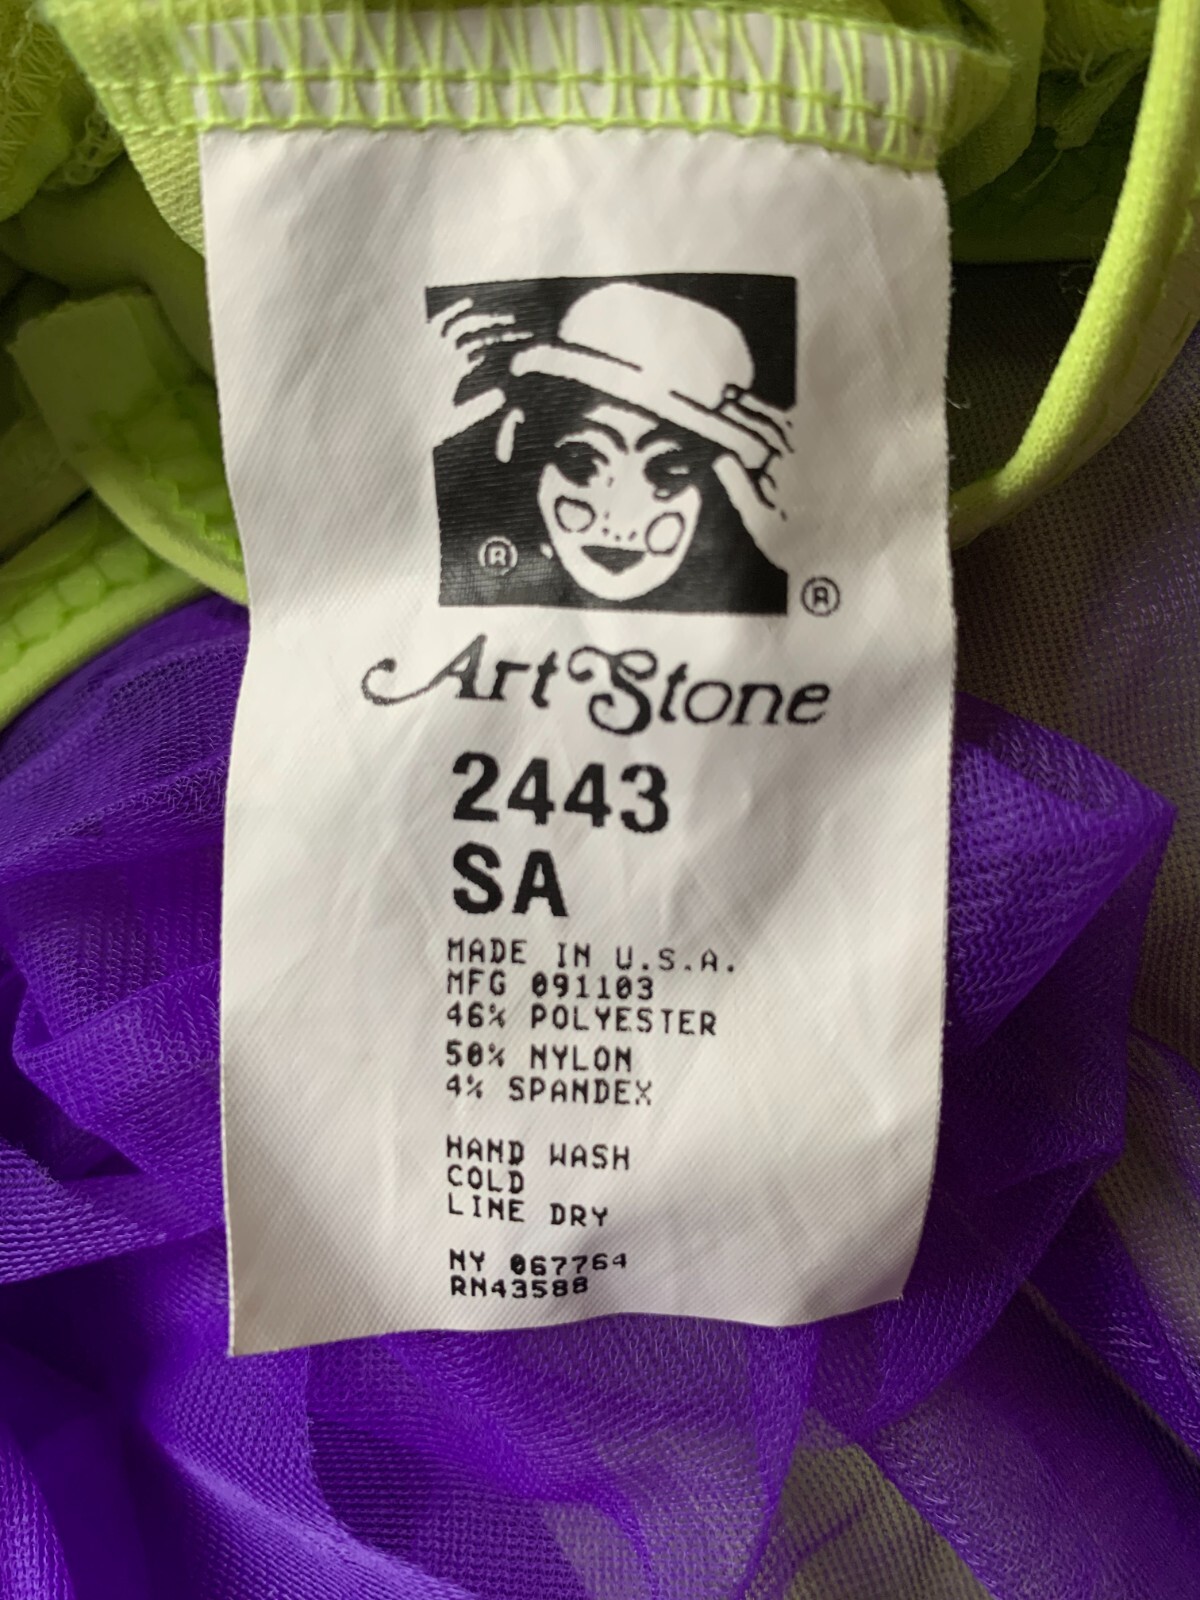 ®
®
Art Stone
2443
SA
MADE IN U.S.A.
MFG 091103
46% POLYESTER
50% NYLON
4% SPANDEX
HAND WASH
COLD
LINE DRY
NY 067764
RN43588